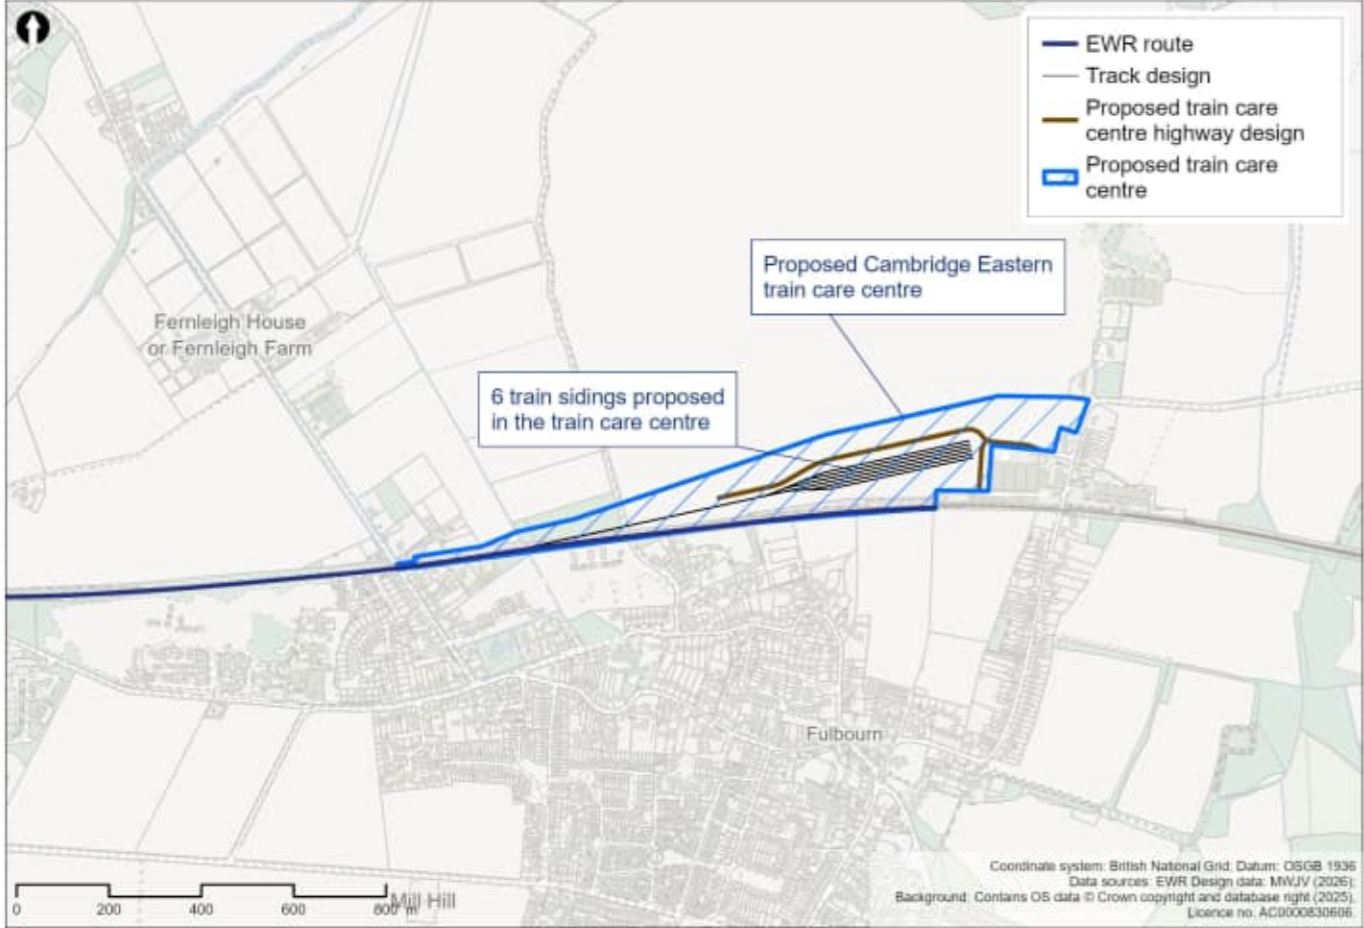 EWR route
Track design
Proposed train care
centre highway design
Proposed train care
centre
Proposed Cambridge Eastern
train care centre
Fernleigh House
or Fernleigh Farm
6 train sidings proposed
in the train care centre
Fulbourn
Coordinate system: British National Grid; Datum: OSGB 1936
Data sources: EWR Design data: MWJV (2026);
Background: Contains OS data © Crown copyright and database right (2025);
Licence no. AC0000830606.
0 200 400 600 800 m
Mill Hill